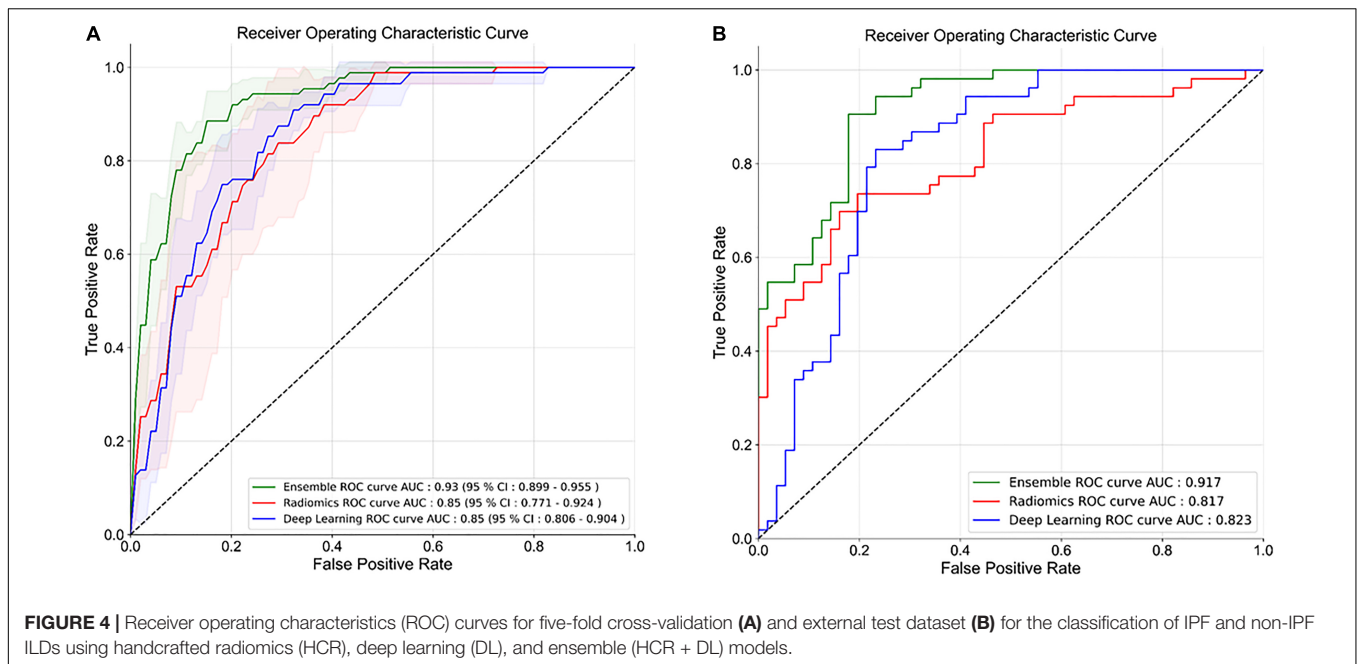 A
Receiver Operating Characteristic Curve
True Positive Rate
1.0
0.8
0.6
0.4
0.2
0.0
Ensemble ROC curve AUC : 0.93 (95 % CI : 0.899 - 0.955 )
Radiomics ROC curve AUC : 0.85 (95 % CI : 0.771 - 0.924 )
Deep Learning ROC curve AUC : 0.85 (95 % CI : 0.806 - 0.904 )
0.0 0.2 0.4 0.6 0.8 1.0
False Positive Rate
B
Receiver Operating Characteristic Curve
True Positive Rate
1.0
0.8
0.6
0.4
0.2
0.0
Ensemble ROC curve AUC : 0.917
Radiomics ROC curve AUC : 0.817
Deep Learning ROC curve AUC : 0.823
0.0 0.2 0.4 0.6 0.8 1.0
False Positive Rate
FIGURE 4 | Receiver operating characteristics (ROC) curves for five-fold cross-validation (A) and external test dataset (B) for the classification of IPF and non-IPF
ILDs using handcrafted radiomics (HCR), deep learning (DL), and ensemble (HCR + DL) models.